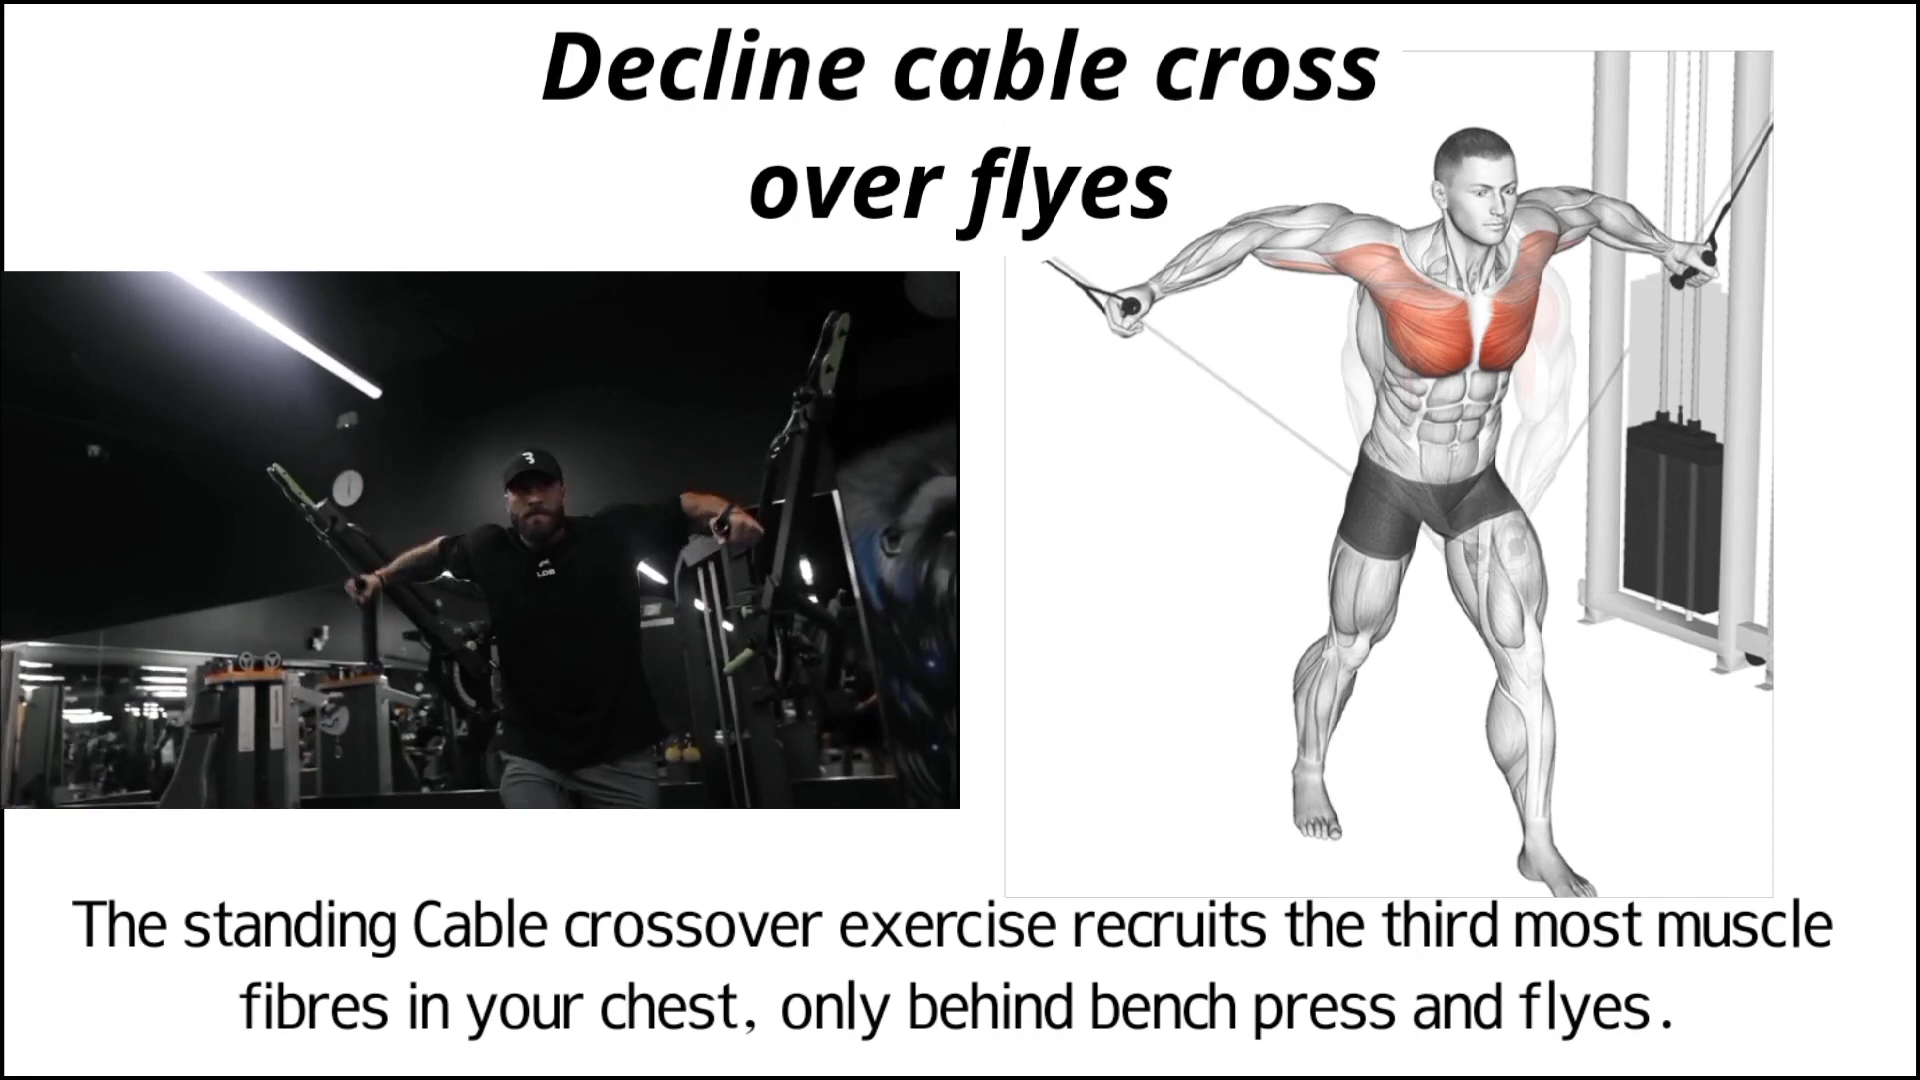 Decline cable cross
over flyes
LDB
The standing Cable crossover exercise recruits the third most muscle
fibres in your chest, only behind bench press and flyes.